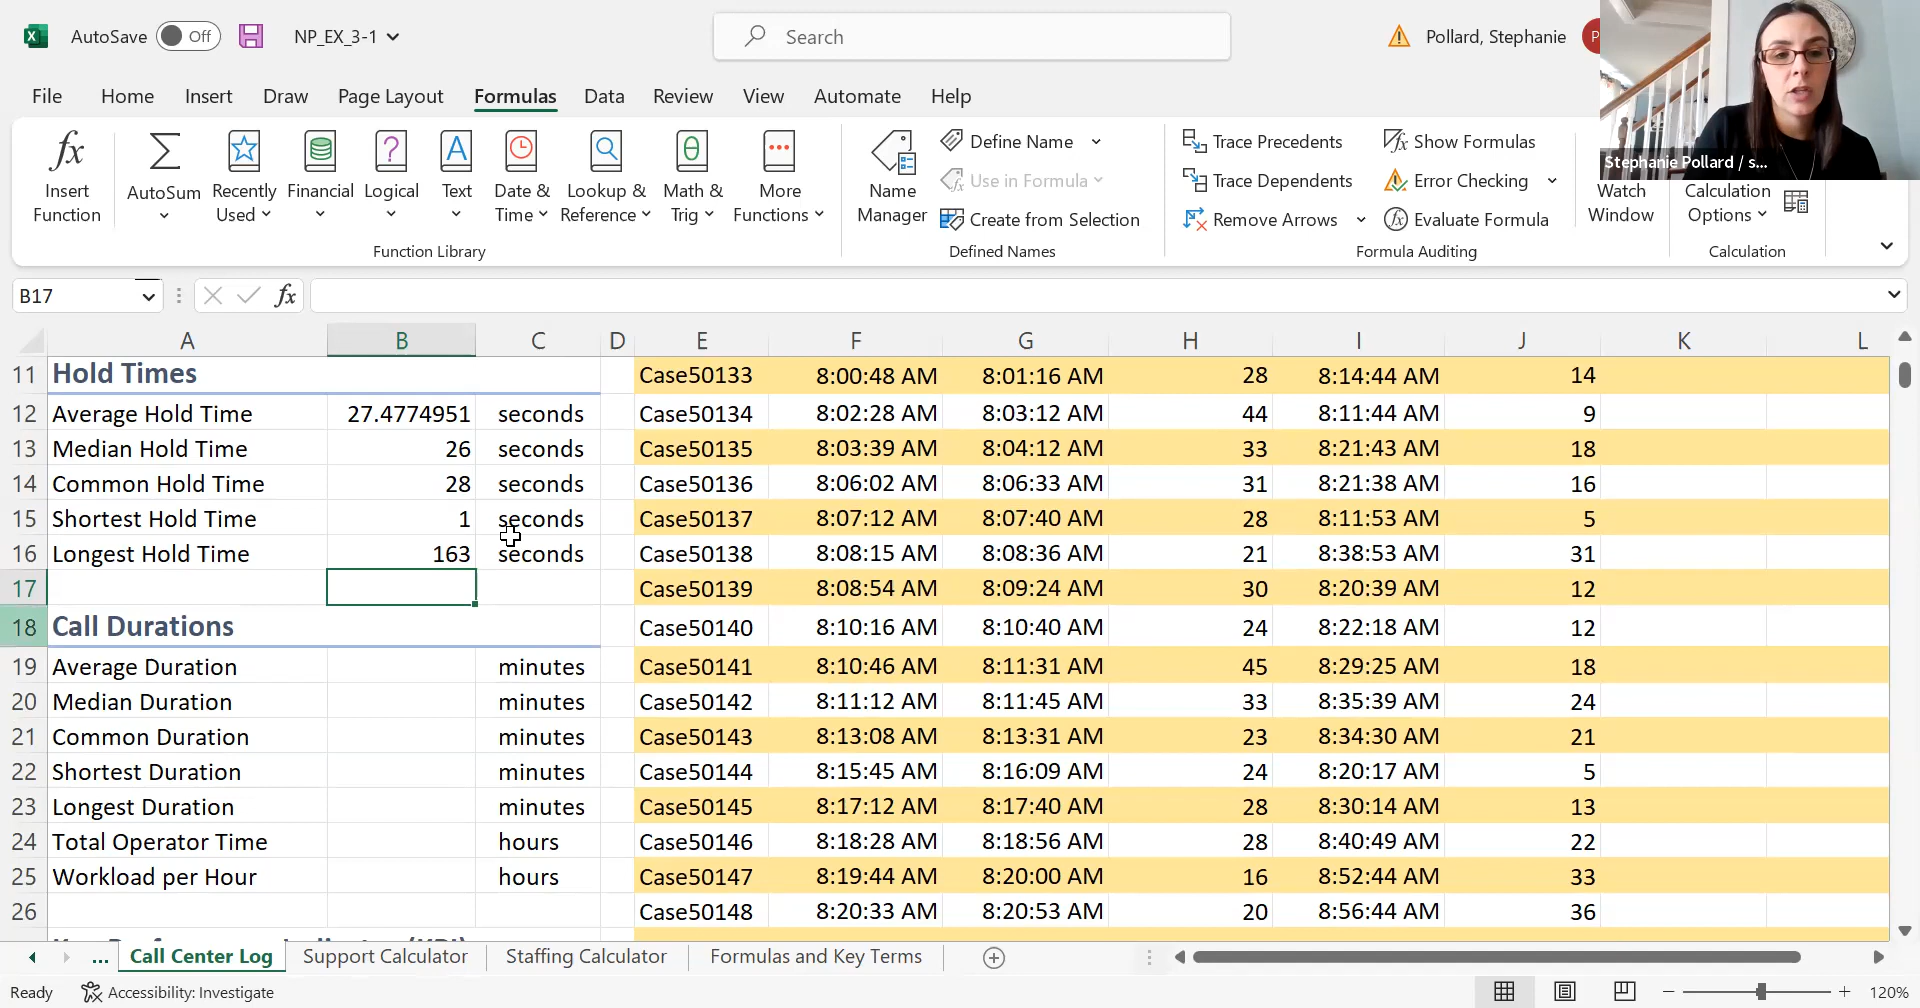 AutoSave Off NP_EX_3-1 Search Pollard, Stephanie P
File Home Insert Draw Page Layout Formulas Data Review View Automate Help
Stephanie Pollard / s...
Insert Function
AutoSum
Recently Used
Financial
Logical
Text
Date & Time
Lookup & Reference
Math & Trig
More Functions
Function Library
Name Manager
Define Name
Use in Formula
Create from Selection
Defined Names
Trace Precedents
Trace Dependents
Remove Arrows
Show Formulas
Error Checking
Evaluate Formula
Formula Auditing
Watch Window
Calculation Options
Calculation
B17 fx
A B C D E F G H I J K L
11 Hold Times Case50133 8:00:48 AM 8:01:16 AM 28 8:14:44 AM 14
12 Average Hold Time 27.4774951 seconds Case50134 8:02:28 AM 8:03:12 AM 44 8:11:44 AM 9
13 Median Hold Time 26 seconds Case50135 8:03:39 AM 8:04:12 AM 33 8:21:43 AM 18
14 Common Hold Time 28 seconds Case50136 8:06:02 AM 8:06:33 AM 31 8:21:38 AM 16
15 Shortest Hold Time 1 seconds Case50137 8:07:12 AM 8:07:40 AM 28 8:11:53 AM 5
16 Longest Hold Time 163 seconds Case50138 8:08:15 AM 8:08:36 AM 21 8:38:53 AM 31
17 Case50139 8:08:54 AM 8:09:24 AM 30 8:20:39 AM 12
18 Call Durations Case50140 8:10:16 AM 8:10:40 AM 24 8:22:18 AM 12
19 Average Duration minutes Case50141 8:10:46 AM 8:11:31 AM 45 8:29:25 AM 18
20 Median Duration minutes Case50142 8:11:12 AM 8:11:45 AM 33 8:35:39 AM 24
21 Common Duration minutes Case50143 8:13:08 AM 8:13:31 AM 23 8:34:30 AM 21
22 Shortest Duration minutes Case50144 8:15:45 AM 8:16:09 AM 24 8:20:17 AM 5
23 Longest Duration minutes Case50145 8:17:12 AM 8:17:40 AM 28 8:30:14 AM 13
24 Total Operator Time hours Case50146 8:18:28 AM 8:18:56 AM 28 8:40:49 AM 22
25 Workload per Hour hours Case50147 8:19:44 AM 8:20:00 AM 16 8:52:44 AM 33
26 Case50148 8:20:33 AM 8:20:53 AM 20 8:56:44 AM 36
... Call Center Log Support Calculator Staffing Calculator Formulas and Key Terms
Ready Accessibility: Investigate 120%